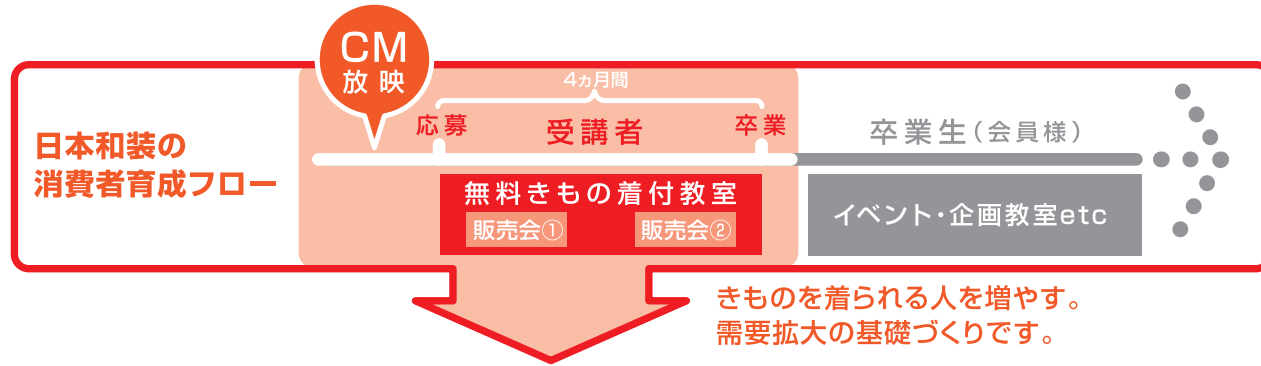 CM
放映
4ヵ月間
応募
受講者
卒業
卒業生（会員様）
日本和装の
消費者育成フロー
無料きもの着付教室
販売会①
販売会②
イベント・企画教室etc
きものを着られる人を増やす。
需要拡大の基礎づくりです。